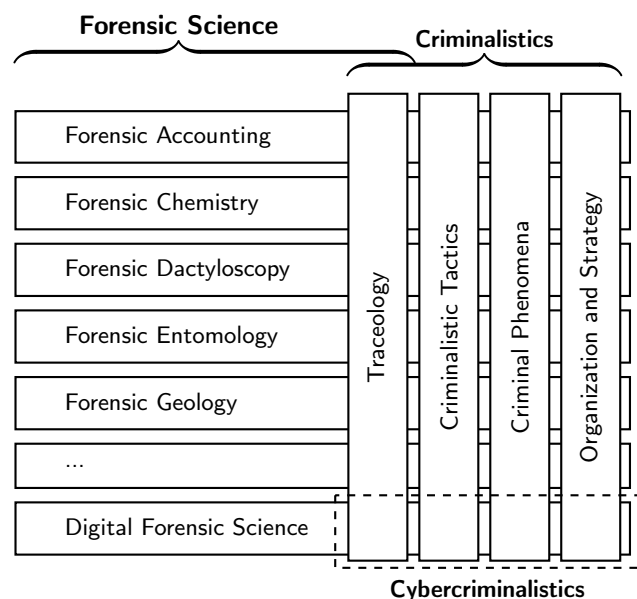 Forensic Science
Criminalistics
Forensic Accounting
Forensic Chemistry
Forensic Dactyloscopy
Forensic Entomology
Forensic Geology
...
Digital Forensic Science
Traceology
Criminalistic Tactics
Criminal Phenomena
Organization and Strategy
Cybercriminalistics